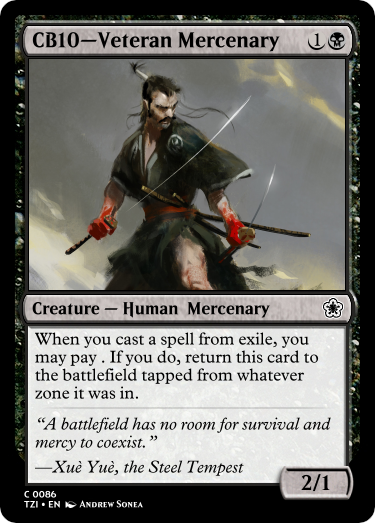 CB10—Veteran Mercenary 1
Creature — Human Mercenary
When you cast a spell from exile, you
may pay . If you do, return this card to
the battlefield tapped from whatever
zone it was in.
“A battlefield has no room for survival and
mercy to coexist.”
—Xuè Yuè, the Steel Tempest
2/1
C 0086
TZI • EN Andrew Sonea